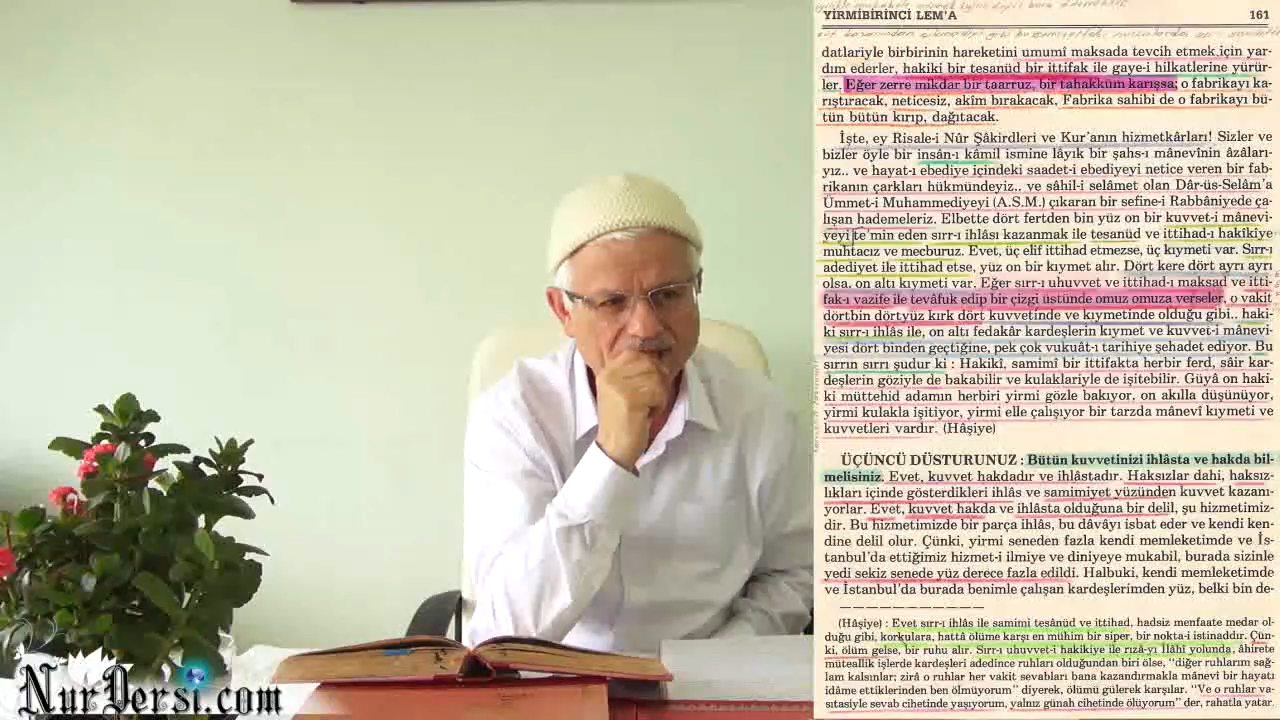 YİRMİBİRİNCİ LEM'A 161
datlariyle birbirinin hareketini umumî maksada tevcih etmek için yar-
dım ederler, hakiki bir tesanüd bir ittifak ile gaye-i hilkatlerine yürür-
ler. Eğer zerre mikdar bir taarruz, bir tahakküm karışsa; o fabrikayı ka-
rıştıracak, neticesiz, akîm bırakacak. Fabrika sahibi de o fabrikayı bü-
tün bütün kırıp, dağıtacak.
İşte, ey Risale-i Nûr Şâkirdleri ve Kur'anın hizmetkârları! Sizler ve
bizler öyle bir insân-ı kâmil ismine lâyık bir şahs-ı mânevînin âzâları-
yız.. ve hayat-ı ebediye içindeki saadet-i ebediyeyi netice veren bir fab-
rikanın çarkları hükmündeyiz.. ve sâhil-i selâmet olan Dâr-üs-Selâm'a
Ümmet-i Muhammediyeyi (A.S.M.) çıkaran bir sefine-i Rabbâniyede ça-
lışan hademeleriz. Elbette dört fertden bin yüz on bir kuvvet-i mânevi-
veyi te'min eden sırr-ı ihlâsı kazanmak ile tesanüd ve ittihad-ı hakîkiye
muhtacız ve mecburuz. Evet, üç elif ittihad etmezse, üç kıymeti var. Sırr-ı
adediyet ile ittihad etse, yüz on bir kıymet alır. Dört kere dört ayrı ayrı
olsa, on altı kıymeti var. Eğer sırr-ı uhuvvet ve ittihad-ı maksad ve itti-
fak-ı vazife ile tevâfuk edip bir çizgi üstünde omuz omuza verseler, o vakit
dörtbin dörtyüz kırk dört kuvvetinde ve kıymetinde olduğu gibi.. haki-
ki sırr-ı ihlâs ile, on altı fedakâr kardeşlerin kıymet ve kuvvet-i mânevi-
yesi dört binden geçtiğine, pek çok vukuât-ı tarihiye şehadet ediyor. Bu
sırrın sırrı şudur ki : Hakikî, samimî bir ittifakta herbir ferd, sâir kar-
deşlerin göziyle de bakabilir ve kulaklariyle de işitebilir. Güyâ on haki-
ki müttehid adamın herbiri yirmi gözle bakıyor, on akılla düşünüyor,
yirmi kulakla işitiyor, yirmi elle çalışıyor bir tarzda mânevî kıymeti ve
kuvvetleri vardır. (Hâşiye)
ÜÇÜNCÜ DÜSTURUNUZ : Bütün kuvvetinizi ihlâsta ve hakda bil-
melisiniz. Evet, kuvvet hakdadır ve ihlâstadır. Haksızlar dahi, haksız-
lıkları içinde gösterdikleri ihlâs ve samimiyet yüzünden kuvvet kazanı-
yorlar. Evet, kuvvet hakda ve ihlâsta olduğuna bir delil, şu hizmetimiz-
dir. Bu hizmetimizde bir parça ihlâs, bu dâvâyı isbat eder ve kendi ken-
dine delil olur. Çünki, yirmi seneden fazla kendi memleketimde ve İs-
tanbul'da ettiğimiz hizmet-i ilmiye ve diniyeye mukabil, burada sizinle
yedi sekiz senede yüz derece fazla edildi. Halbuki, kendi memleketimde
ve İstanbul'da burada benimle çalışan kardeşlerimden yüz, belki bin de-
(Hâşiye) : Evet sırr-ı ihlâs ile samimi tesânüd ve ittihad, hadsiz menfaate medar ol-
duğu gibi, korkulara, hattâ ölüme karşı en mühim bir siper, bir nokta-i istinaddır. Çün-
ki, ölüm gelse, bir ruhu alır. Sırr-ı uhuvvet-i hakikiye ile rızâ-yı İlâhî yolunda, âhirete
müteallik işlerde kardeşleri adedince ruhları olduğundan biri ölse, "diğer ruhlarım sağ-
lam kalsınlar; zirâ o ruhlar her vakit sevabları bana kazandırmakla mânevi bir hayatı
idâme ettiklerinden ben ölmüyorum" diyerek, ölümü gülerek karşılar. "Ve o ruhlar va-
sıtasiyle sevab cihetinde yaşıyorum, yalnız günah cihetinde ölüyorum" der, rahatla yatar.
NurDersi.com